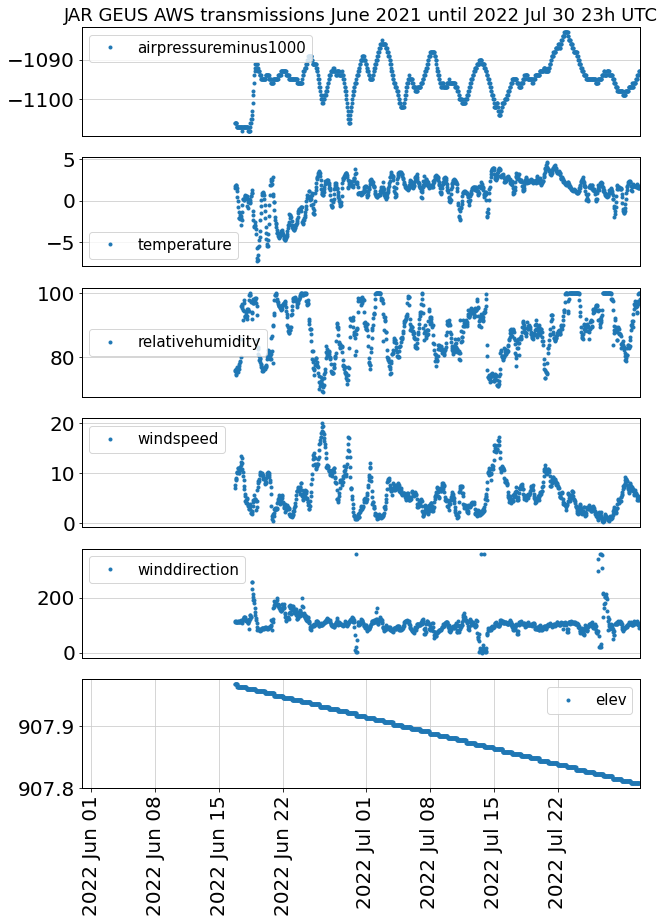 JAR GEUS AWS transmissions June 2021 until 2022 Jul 30 23h UTC
airpressureminus1000
−1090
−1100
5
0
−5
temperature
100
80
relativehumidity
20
10
0
windspeed
200
0
winddirection
elev
907.9
907.8
2022 Jun 01
2022 Jun 08
2022 Jun 15
2022 Jun 22
2022 Jul 01
2022 Jul 08
2022 Jul 15
2022 Jul 22